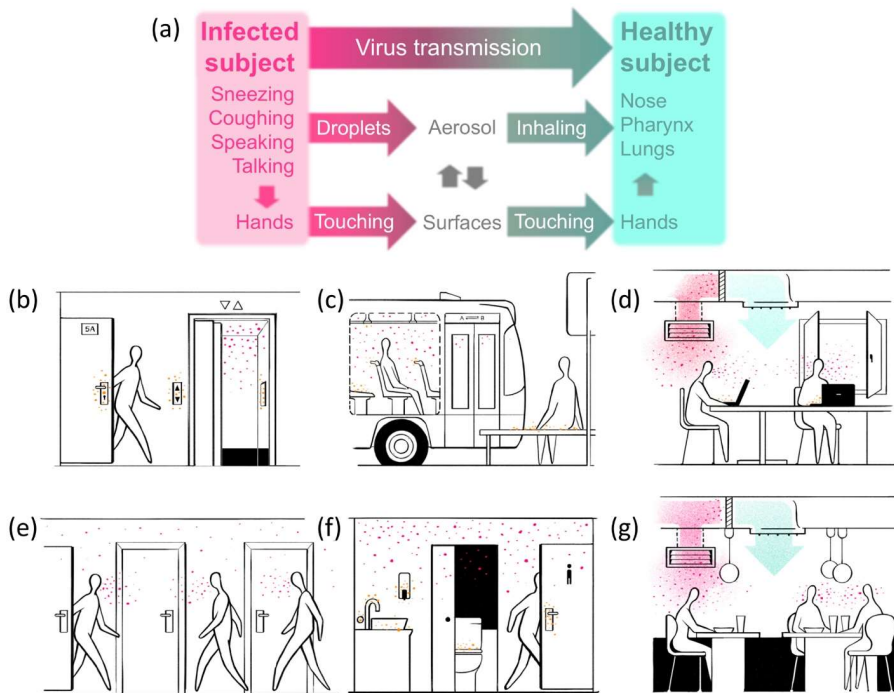 (a)
Infected
subject
Sneezing
Coughing
Speaking
Talking
Hands
Virus transmission
Droplets
Aerosol
Inhaling
Touching
Surfaces
Touching
Healthy
subject
Nose
Pharynx
Lungs
Hands
(b)
5A
(c)
A B
(d)
(e)
(f)
(g)